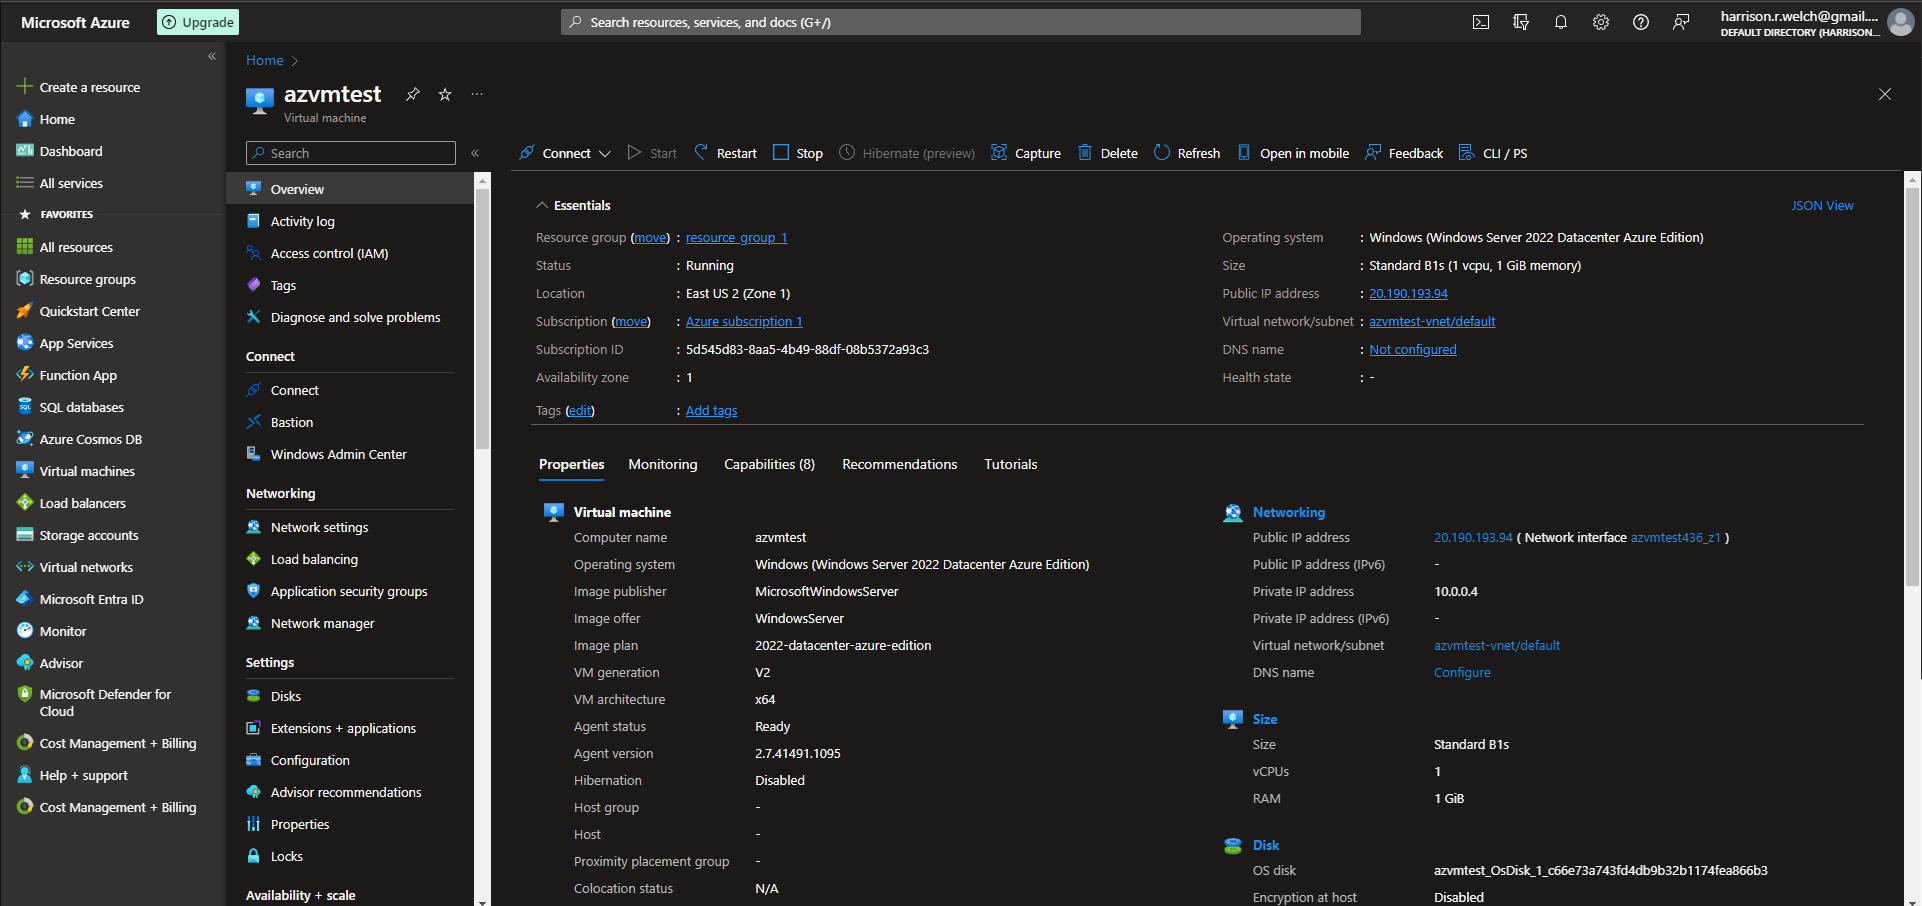 Microsoft Azure
Upgrade
Search resources, services, and docs (G+/)
harrison.r.welch@gmail....
DEFAULT DIRECTORY (HARRISON...
Create a resource
Home
Dashboard
All services
FAVORITES
All resources
Resource groups
Quickstart Center
App Services
Function App
SQL databases
Azure Cosmos DB
Virtual machines
Load balancers
Storage accounts
Virtual networks
Microsoft Entra ID
Monitor
Advisor
Microsoft Defender for
Cloud
Cost Management + Billing
Help + support
Cost Management + Billing
Home
azvmtest
Virtual machine
Search
Overview
Activity log
Access control (IAM)
Tags
Diagnose and solve problems
Connect
Connect
Bastion
Windows Admin Center
Networking
Network settings
Load balancing
Application security groups
Network manager
Settings
Disks
Extensions + applications
Configuration
Advisor recommendations
Properties
Locks
Availability + scale
Connect Start Restart Stop Hibernate (preview) Capture Delete Refresh Open in mobile Feedback CLI / PS
Essentials
JSON View
Resource group (move) : resource_group_1
Status : Running
Location : East US 2 (Zone 1)
Subscription (move) : Azure subscription 1
Subscription ID : 5d545d83-8aa5-4b49-88df-08b5372a93c3
Availability zone : 1
Tags (edit) : Add tags
Operating system : Windows (Windows Server 2022 Datacenter Azure Edition)
Size : Standard B1s (1 vcpu, 1 GiB memory)
Public IP address : 20.190.193.94
Virtual network/subnet : azvmtest-vnet/default
DNS name : Not configured
Health state : -
Properties Monitoring Capabilities (8) Recommendations Tutorials
Virtual machine
Computer name azvmtest
Operating system Windows (Windows Server 2022 Datacenter Azure Edition)
Image publisher MicrosoftWindowsServer
Image offer WindowsServer
Image plan 2022-datacenter-azure-edition
VM generation V2
VM architecture x64
Agent status Ready
Agent version 2.7.41491.1095
Hibernation Disabled
Host group -
Host -
Proximity placement group -
Colocation status N/A
Networking
Public IP address 20.190.193.94 ( Network interface azvmtest436_z1 )
Public IP address (IPv6) -
Private IP address 10.0.0.4
Private IP address (IPv6) -
Virtual network/subnet azvmtest-vnet/default
DNS name Configure
Size
Size Standard B1s
vCPUs 1
RAM 1 GiB
Disk
OS disk azvmtest_OsDisk_1_c66e73a743fd4db9b32b1174fea866b3
Encryption at host Disabled